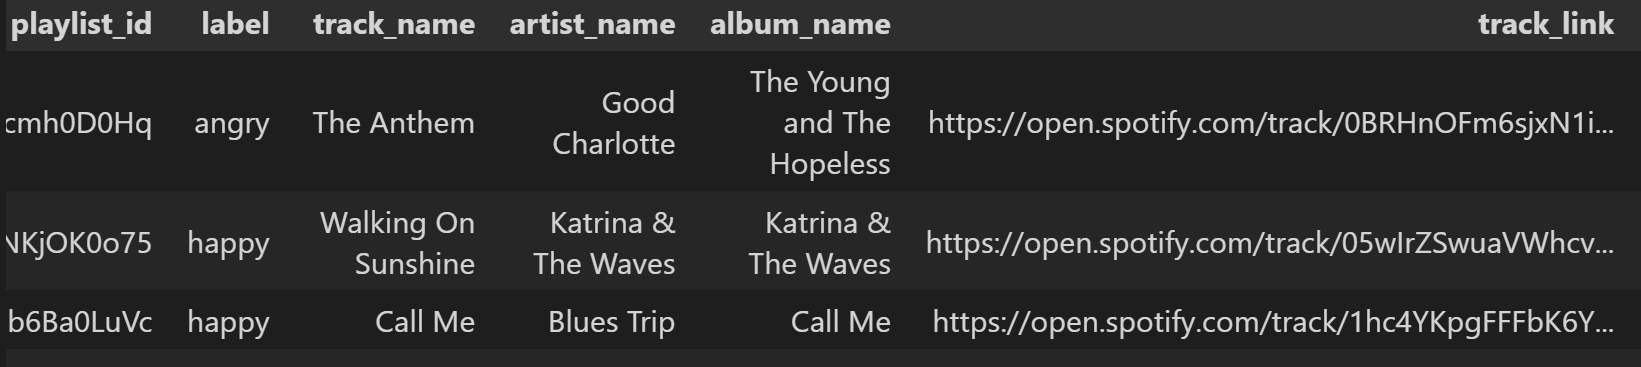 playlist_id label track_name artist_name album_name track_link
cmh0D0Hq angry The Anthem Good Charlotte The Young and The Hopeless https://open.spotify.com/track/0BRHnOFm6sjxN1i...
NKjOK0o75 happy Walking On Sunshine Katrina & The Waves Katrina & The Waves https://open.spotify.com/track/05wIrZSwuaVWhcv...
b6Ba0LuVc happy Call Me Blues Trip Call Me https://open.spotify.com/track/1hc4YKpgFFFbK6Y...